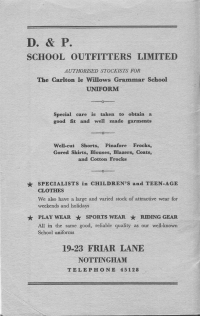 D. & P.
SCHOOL OUTFITTERS LIMITED
AUTHORISED STOCKISTS FOR
The Carlton le Willows Grammar School
UNIFORM
Special care is taken to obtain a
good fit and well made garments
Well-cut Shorts, Pinafore Frocks,
Gored Skirts, Blouses, Blazers, Coats,
and Cotton Frocks
★ SPECIALISTS in CHILDREN'S and TEEN-AGE
CLOTHES
We also have a large and varied stock of attractive wear for
weekends and holidays
★ PLAY WEAR ★ SPORTS WEAR ★ RIDING GEAR
All in the same good, reliable quality as our well-known
School uniforms
19-23 FRIAR LANE
NOTTINGHAM
TELEPHONE 45128